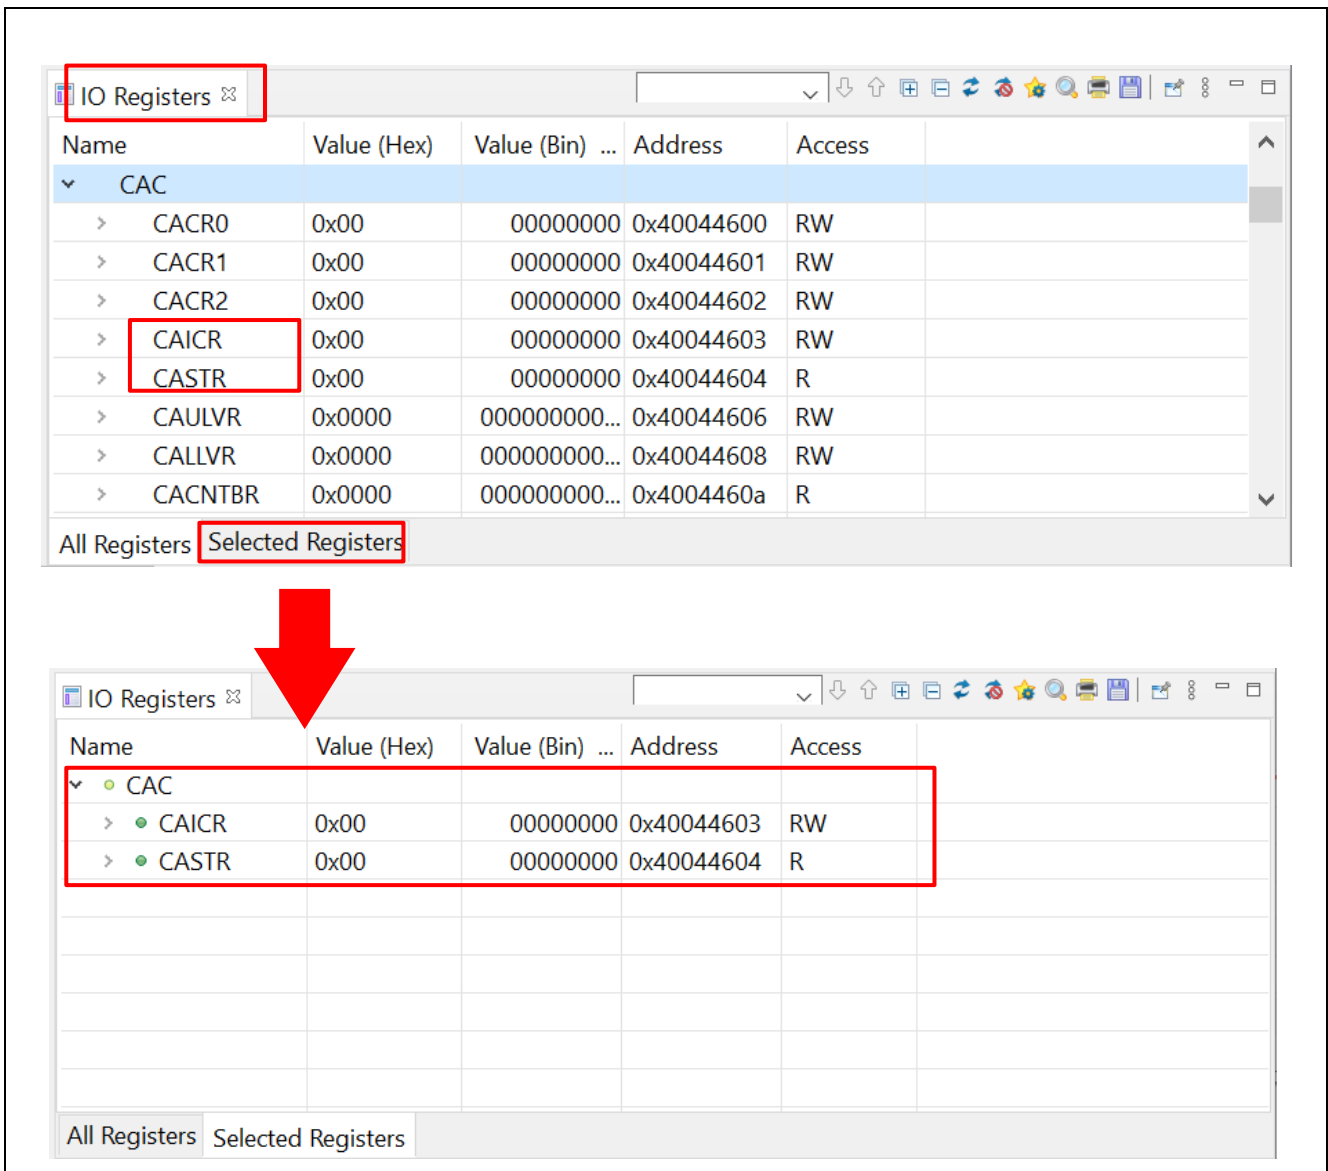 IO Registers
Name Value (Hex) Value (Bin) ... Address Access
CAC
CACR0 0x00 00000000 0x40044600 RW
CACR1 0x00 00000000 0x40044601 RW
CACR2 0x00 00000000 0x40044602 RW
CAICR 0x00 00000000 0x40044603 RW
CASTR 0x00 00000000 0x40044604 R
CAULVR 0x0000 000000000... 0x40044606 RW
CALLVR 0x0000 000000000... 0x40044608 RW
CACNTBR 0x0000 000000000... 0x4004460a R
All Registers Selected Registers
IO Registers
Name Value (Hex) Value (Bin) ... Address Access
CAC
CAICR 0x00 00000000 0x40044603 RW
CASTR 0x00 00000000 0x40044604 R
All Registers Selected Registers